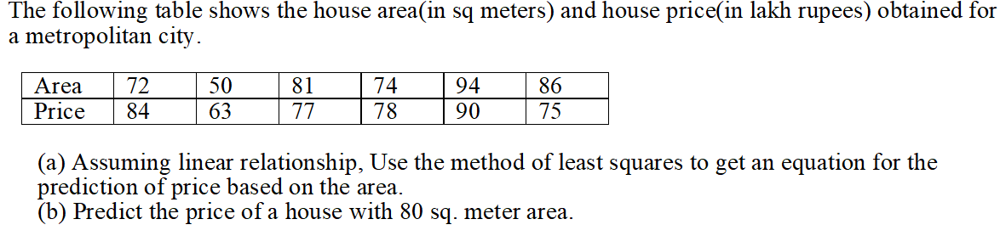 The following table shows the house area(in sq meters) and house price(in lakh rupees) obtained for
a metropolitan city.
Area 72 50 81 74 94 86
Price 84 63 77 78 90 75
(a) Assuming linear relationship, Use the method of least squares to get an equation for the
prediction of price based on the area.
(b) Predict the price of a house with 80 sq. meter area.